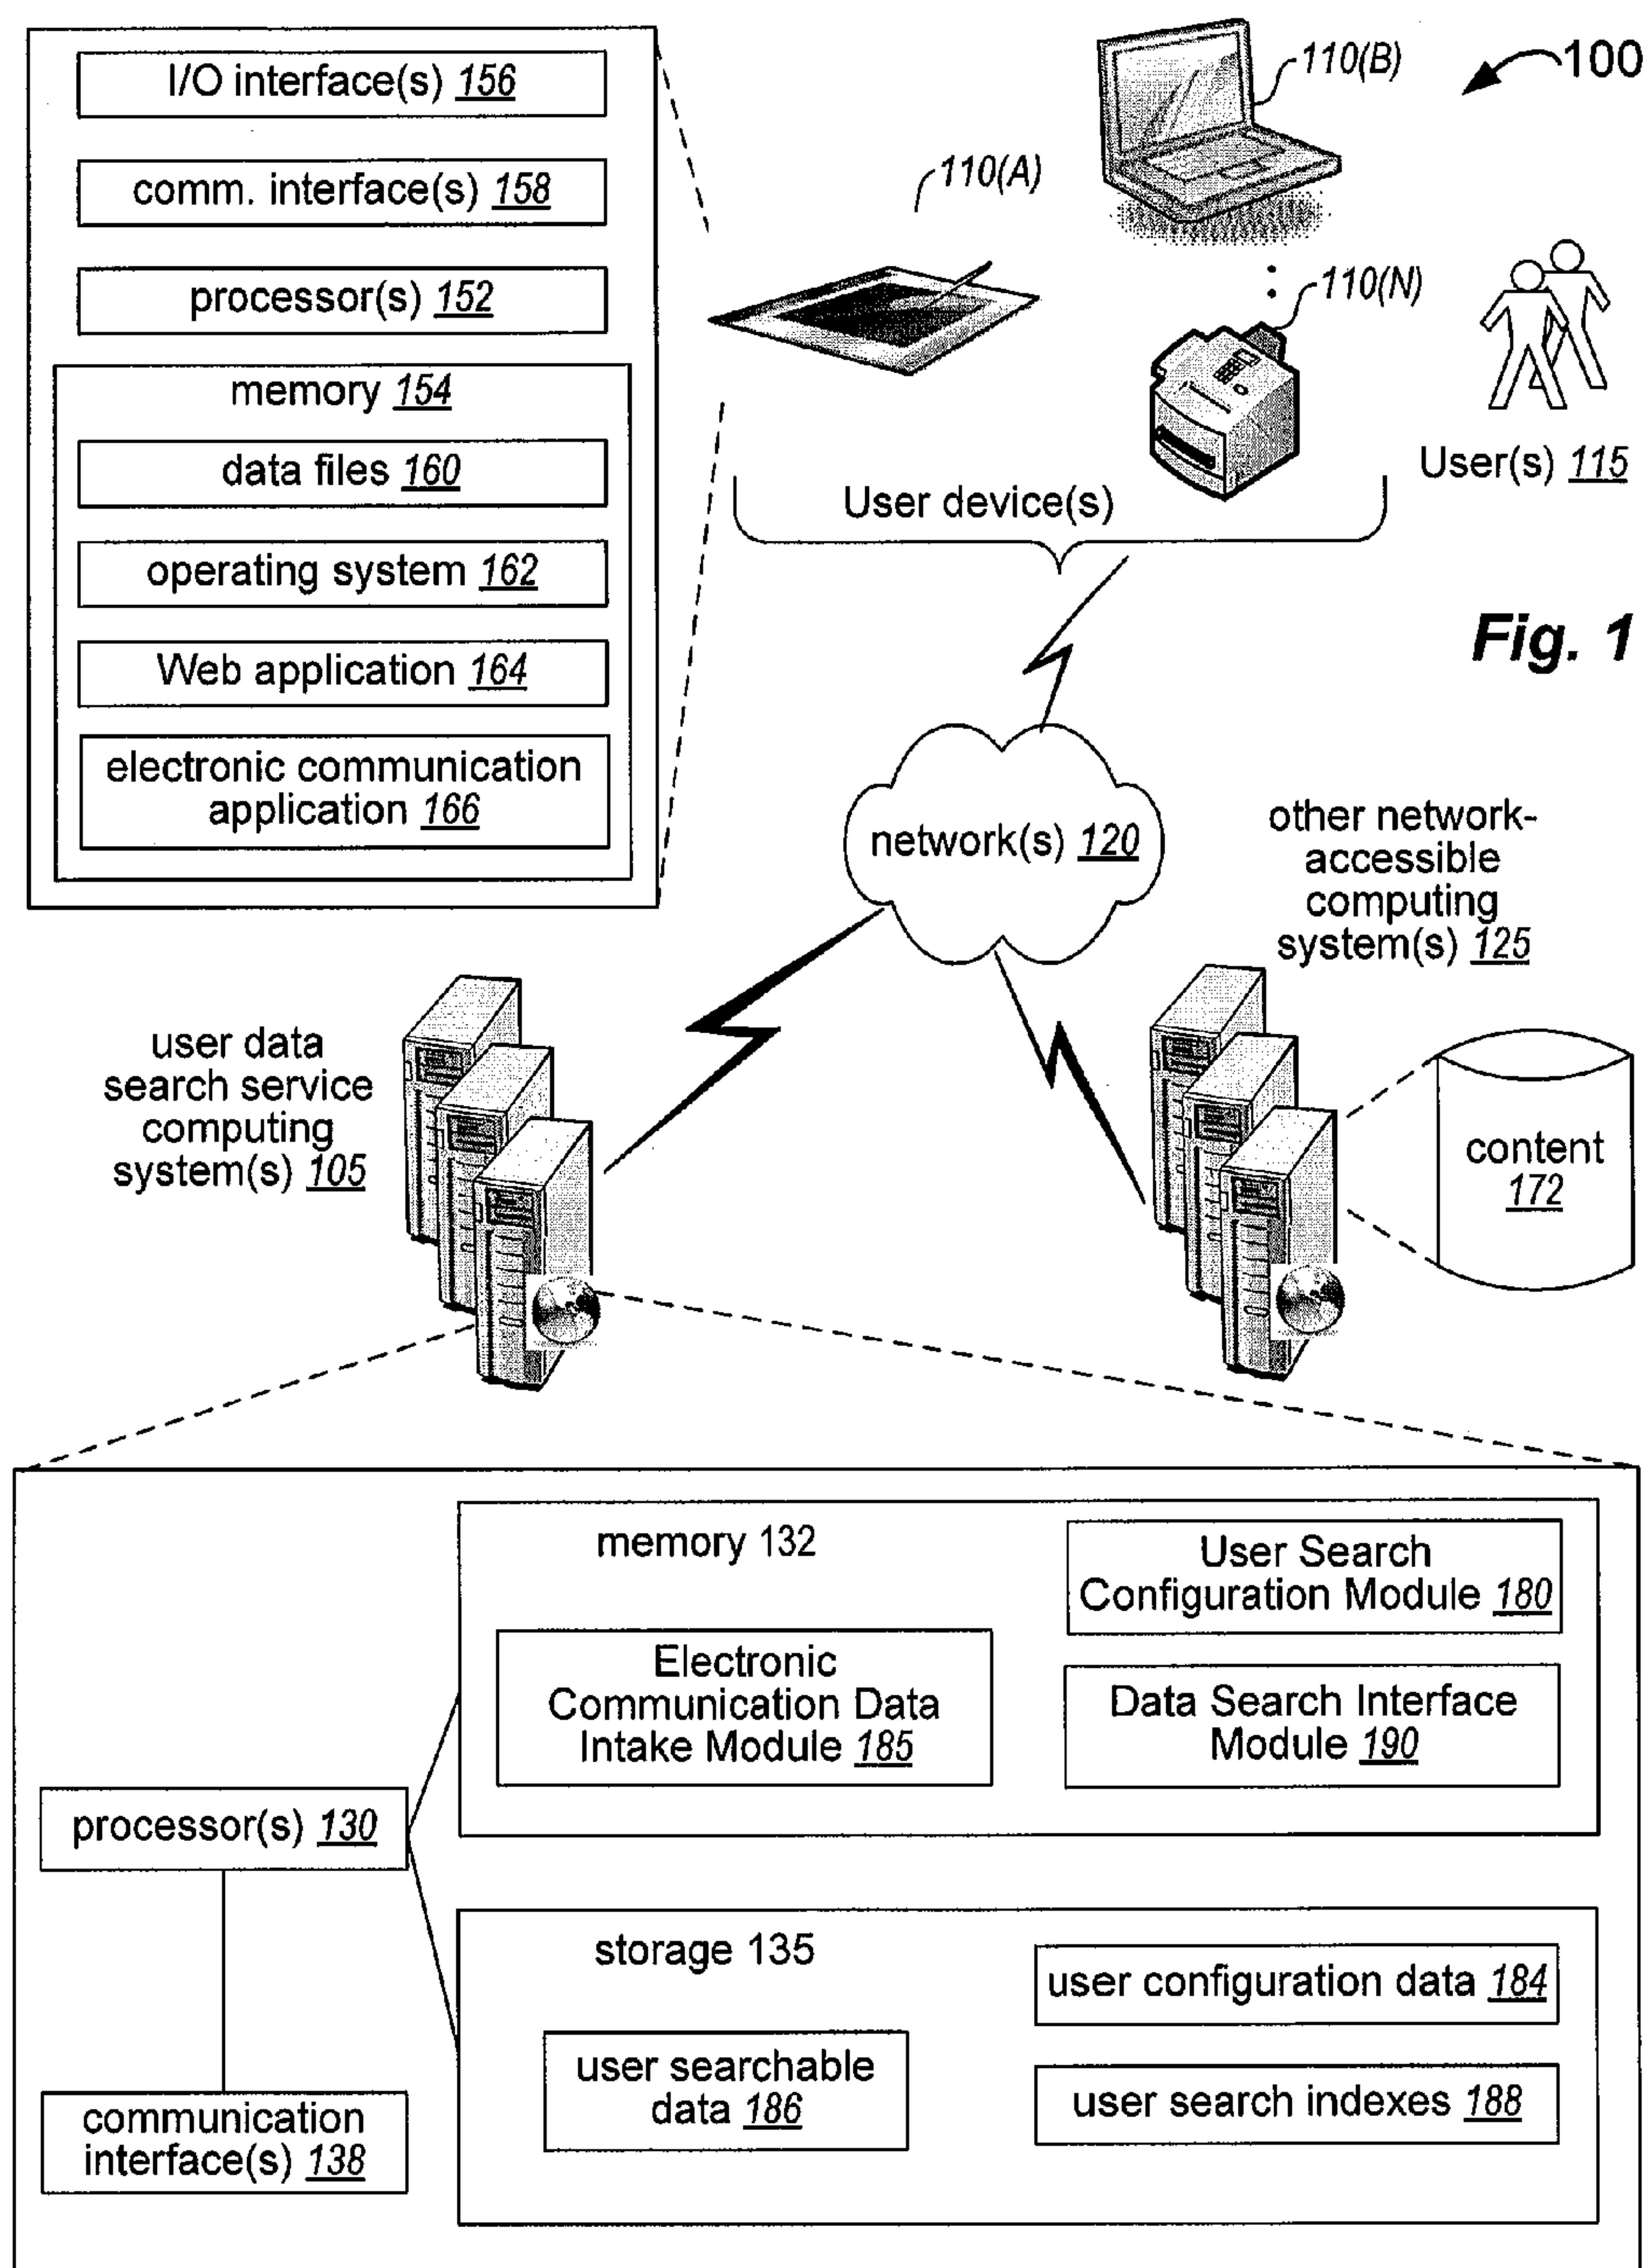 I/O interface(s) 156
comm. interface(s) 158
processor(s) 152
memory 154
data files 160
operating system 162
Web application 164
electronic communication
application 166
110(B)
100
110(A)
110(N)
User(s) 115
User device(s)
Fig. 1
network(s) 120
other network-
accessible
computing
system(s) 125
user data
search service
computing
system(s) 105
content
172
memory 132
User Search
Configuration Module 180
Electronic
Communication Data
Intake Module 185
Data Search Interface
Module 190
processor(s) 130
storage 135
user configuration data 184
user searchable
data 186
user search indexes 188
communication
interface(s) 138